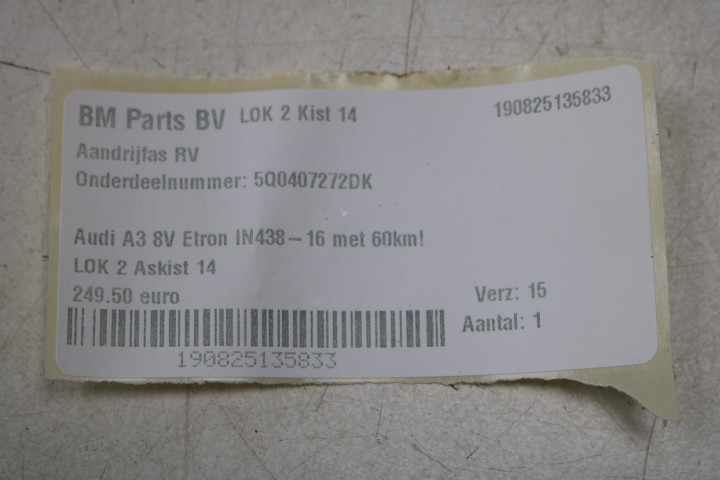 BM Parts BV LOK 2 Kist 14 190825135833
Aandrijfas RV
Onderdeelnummer: 5Q0407272DK
Audi A3 8V Etron IN438-16 met 60km!
LOK 2 Askist 14
249.50 euro Verz: 15
Aantal: 1
190825135833